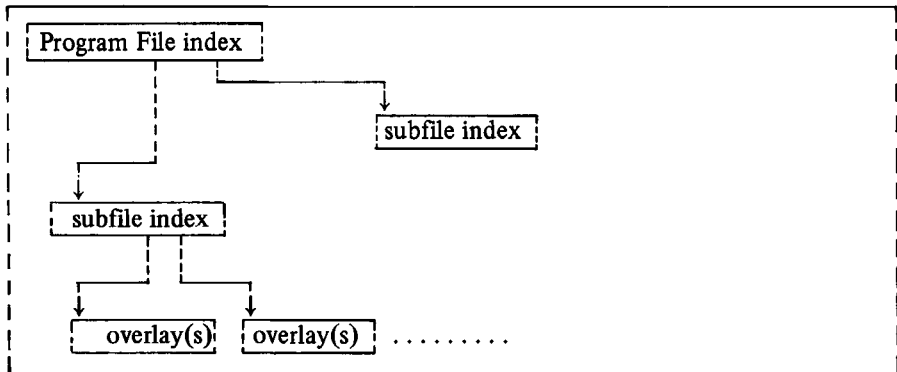 Program File index
subfile index
subfile index
overlay(s) overlay(s) .........